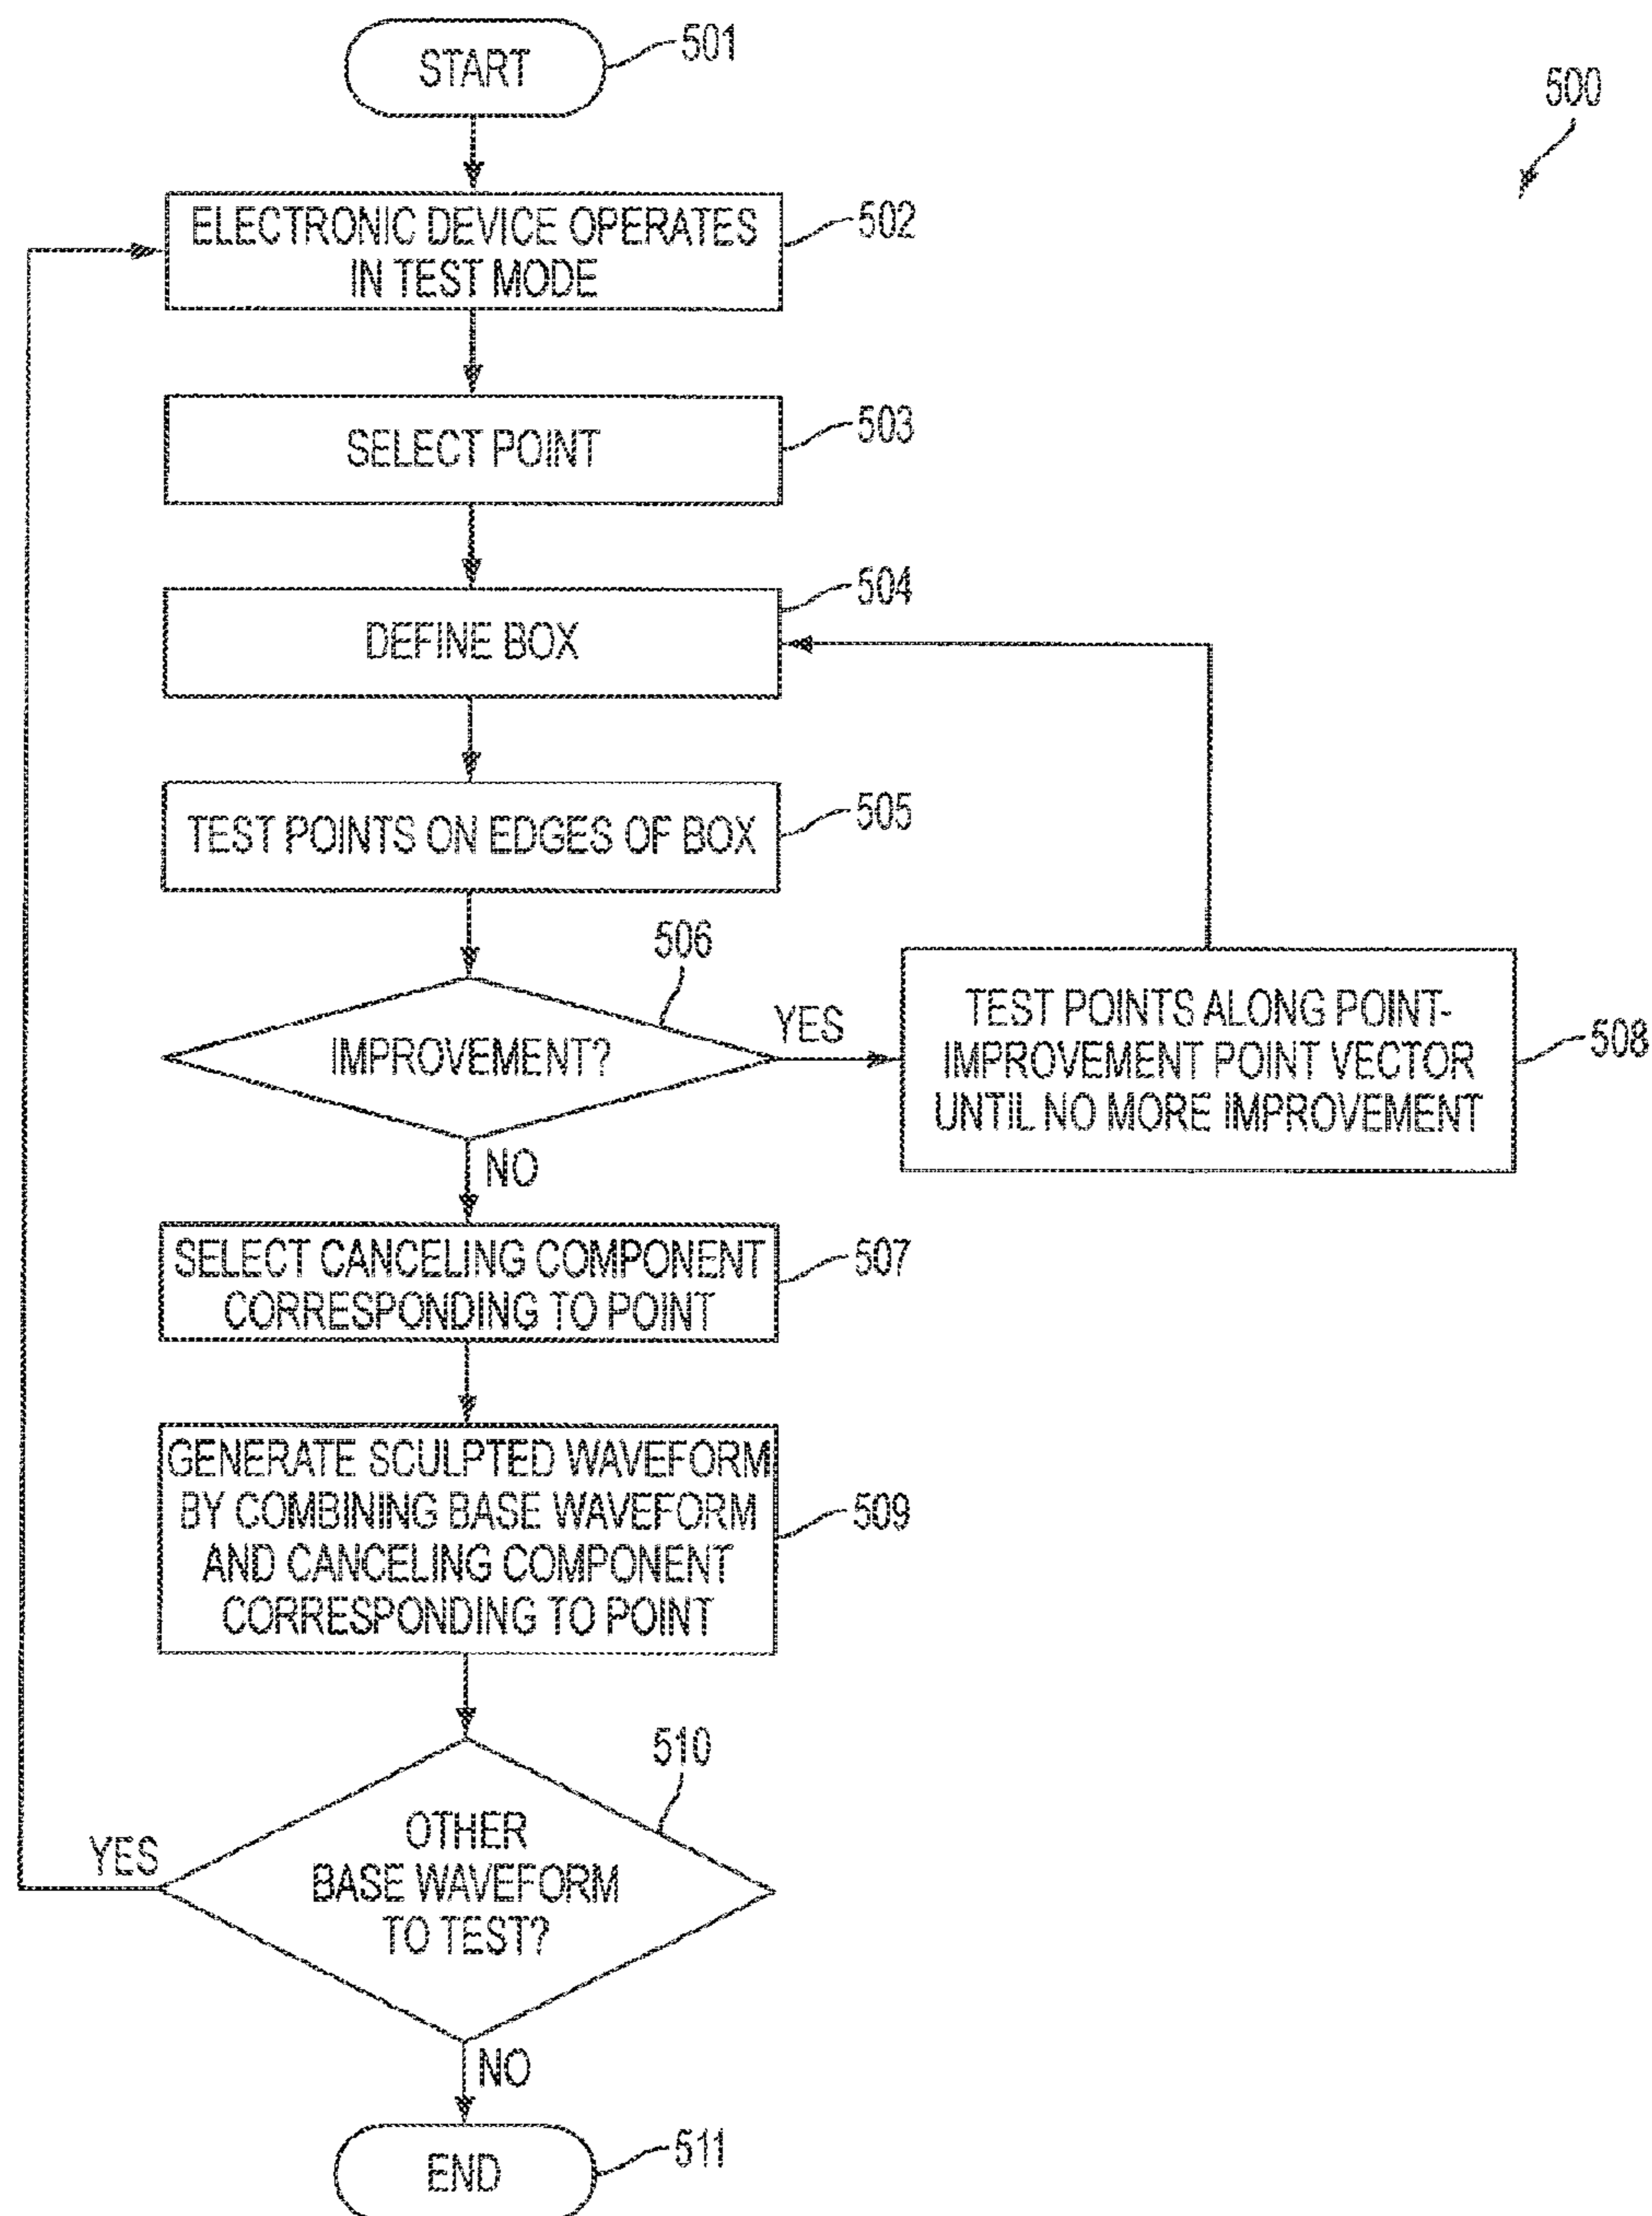 START
501
500
ELECTRONIC DEVICE OPERATES
IN TEST MODE
502
SELECT POINT
503
DEFINE BOX
504
TEST POINTS ON EDGES OF BOX
505
IMPROVEMENT?
506
YES
TEST POINTS ALONG POINT-
IMPROVEMENT POINT VECTOR
UNTIL NO MORE IMPROVEMENT
508
NO
SELECT CANCELING COMPONENT
CORRESPONDING TO POINT
507
GENERATE SCULPTED WAVEFORM
BY COMBINING BASE WAVEFORM
AND CANCELING COMPONENT
CORRESPONDING TO POINT
509
OTHER
BASE WAVEFORM
TO TEST?
510
YES
NO
END
511